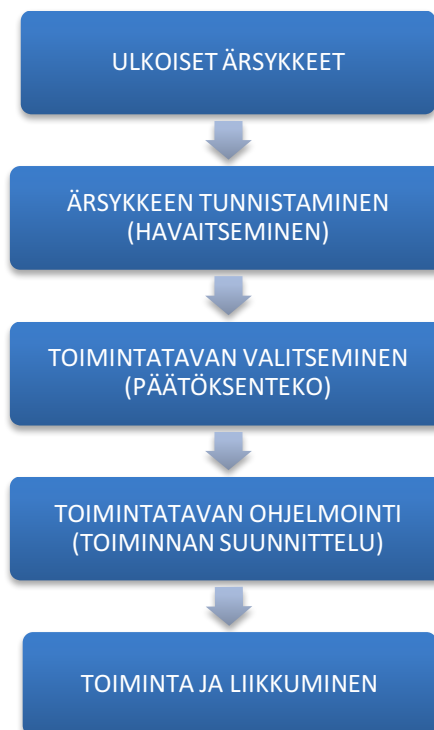 ULKOISET ÄRSYKKEET
ÄRSYKKEEN TUNNISTAMINEN
(HAVAITSEMINEN)
TOIMINTATAVAN VALITSEMINEN
(PÄÄTÖKSENTEKO)
TOIMINTATAVAN OHJELMOINTI
(TOIMINNAN SUUNNITTELU)
TOIMINTA JA LIIKKUMINEN